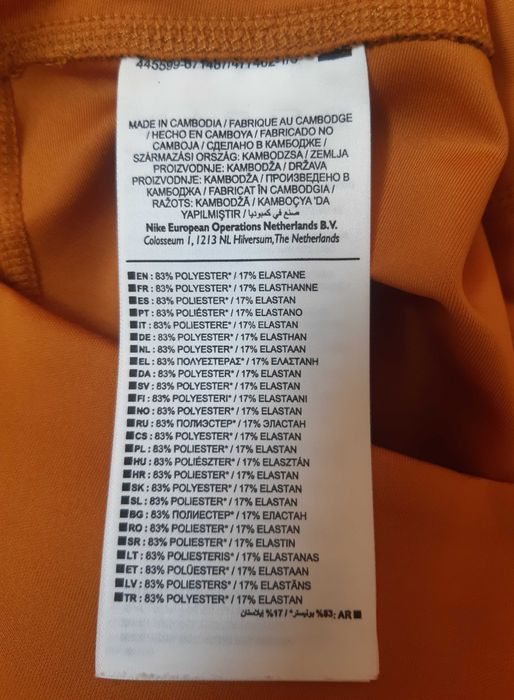 MADE IN CAMBODIA / FABRIQUE AU CAMBODGE
/ HECHO EN CAMBOYA / FABRICADO NO
CAMBOJA / СДЕЛАНО В КАМБОДЖЕ /
SZÁRMAZÁSI ORSZÁG: KAMBODZSA / ZEMLJA
PROIZVODNJE: KAMBODŽA / DRŽAVA
PROIZVODNJE: KAMBODŽA / ПРОИЗВЕДЕНО В
КАМБОДЖА / FABRICAT ÎN CAMBODGIA /
RAŽOTS: KAMBODŽĀ / KAMBOÇYA 'DA
YAPILMIŞTIR / صنع في كمبوديا
Nike European Operations Netherlands B.V.
Colosseum 1, 1213 NL Hilversum, The Netherlands
EN : 83% POLYESTER* / 17% ELASTANE
FR : 83% POLYESTER* / 17% ELASTHANNE
ES : 83% POLIÉSTER* / 17% ELASTANO
PT : 83% POLIÉSTER* / 17% ELASTANO
IT : 83% POLIESTERE* / 17% ELASTAN
DE : 83% POLYESTER* / 17% ELASTHAN
NL : 83% POLYESTER* / 17% ELASTAAN
EL : 83% ΠΟΛΥΕΣΤΕΡΑΣ* / 17% ΕΛΑΣΤΑΝΗ
DA : 83% POLYESTER* / 17% ELASTAN
SV : 83% POLYESTER* / 17% ELASTAN
FI : 83% POLYESTERI* / 17% ELASTAANI
NO : 83% POLYESTER* / 17% ELASTAN
RU : 83% ПОЛИЭСТЕР* / 17% ЭЛАСТАН
CS : 83% POLYESTER* / 17% ELASTAN
PL : 83% POLIESTER* / 17% ELASTAN
HU : 83% POLIÉSZTER* / 17% ELASZTÁN
HR : 83% POLIESTER* / 17% ELASTAN
SK : 83% POLYESTER* / 17% ELASTAN
SL : 83% POLIESTER* / 17% ELASTAN
BG : 83% ПОЛИЕСТЕР* / 17% ЕЛАСТАН
RO : 83% POLIESTER* / 17% ELASTAN
SR : 83% POLIESTER* / 17% ELASTIN
LT : 83% POLIESTERIS* / 17% ELASTANAS
ET : 83% POLÜESTER* / 17% ELASTAAN
LV : 83% POLIESTERS* / 17% ELASTĀNS
TR : 83% POLYESTER* / 17% ELASTAN
AR : 83% بوليستر* / 17% إيلاستان